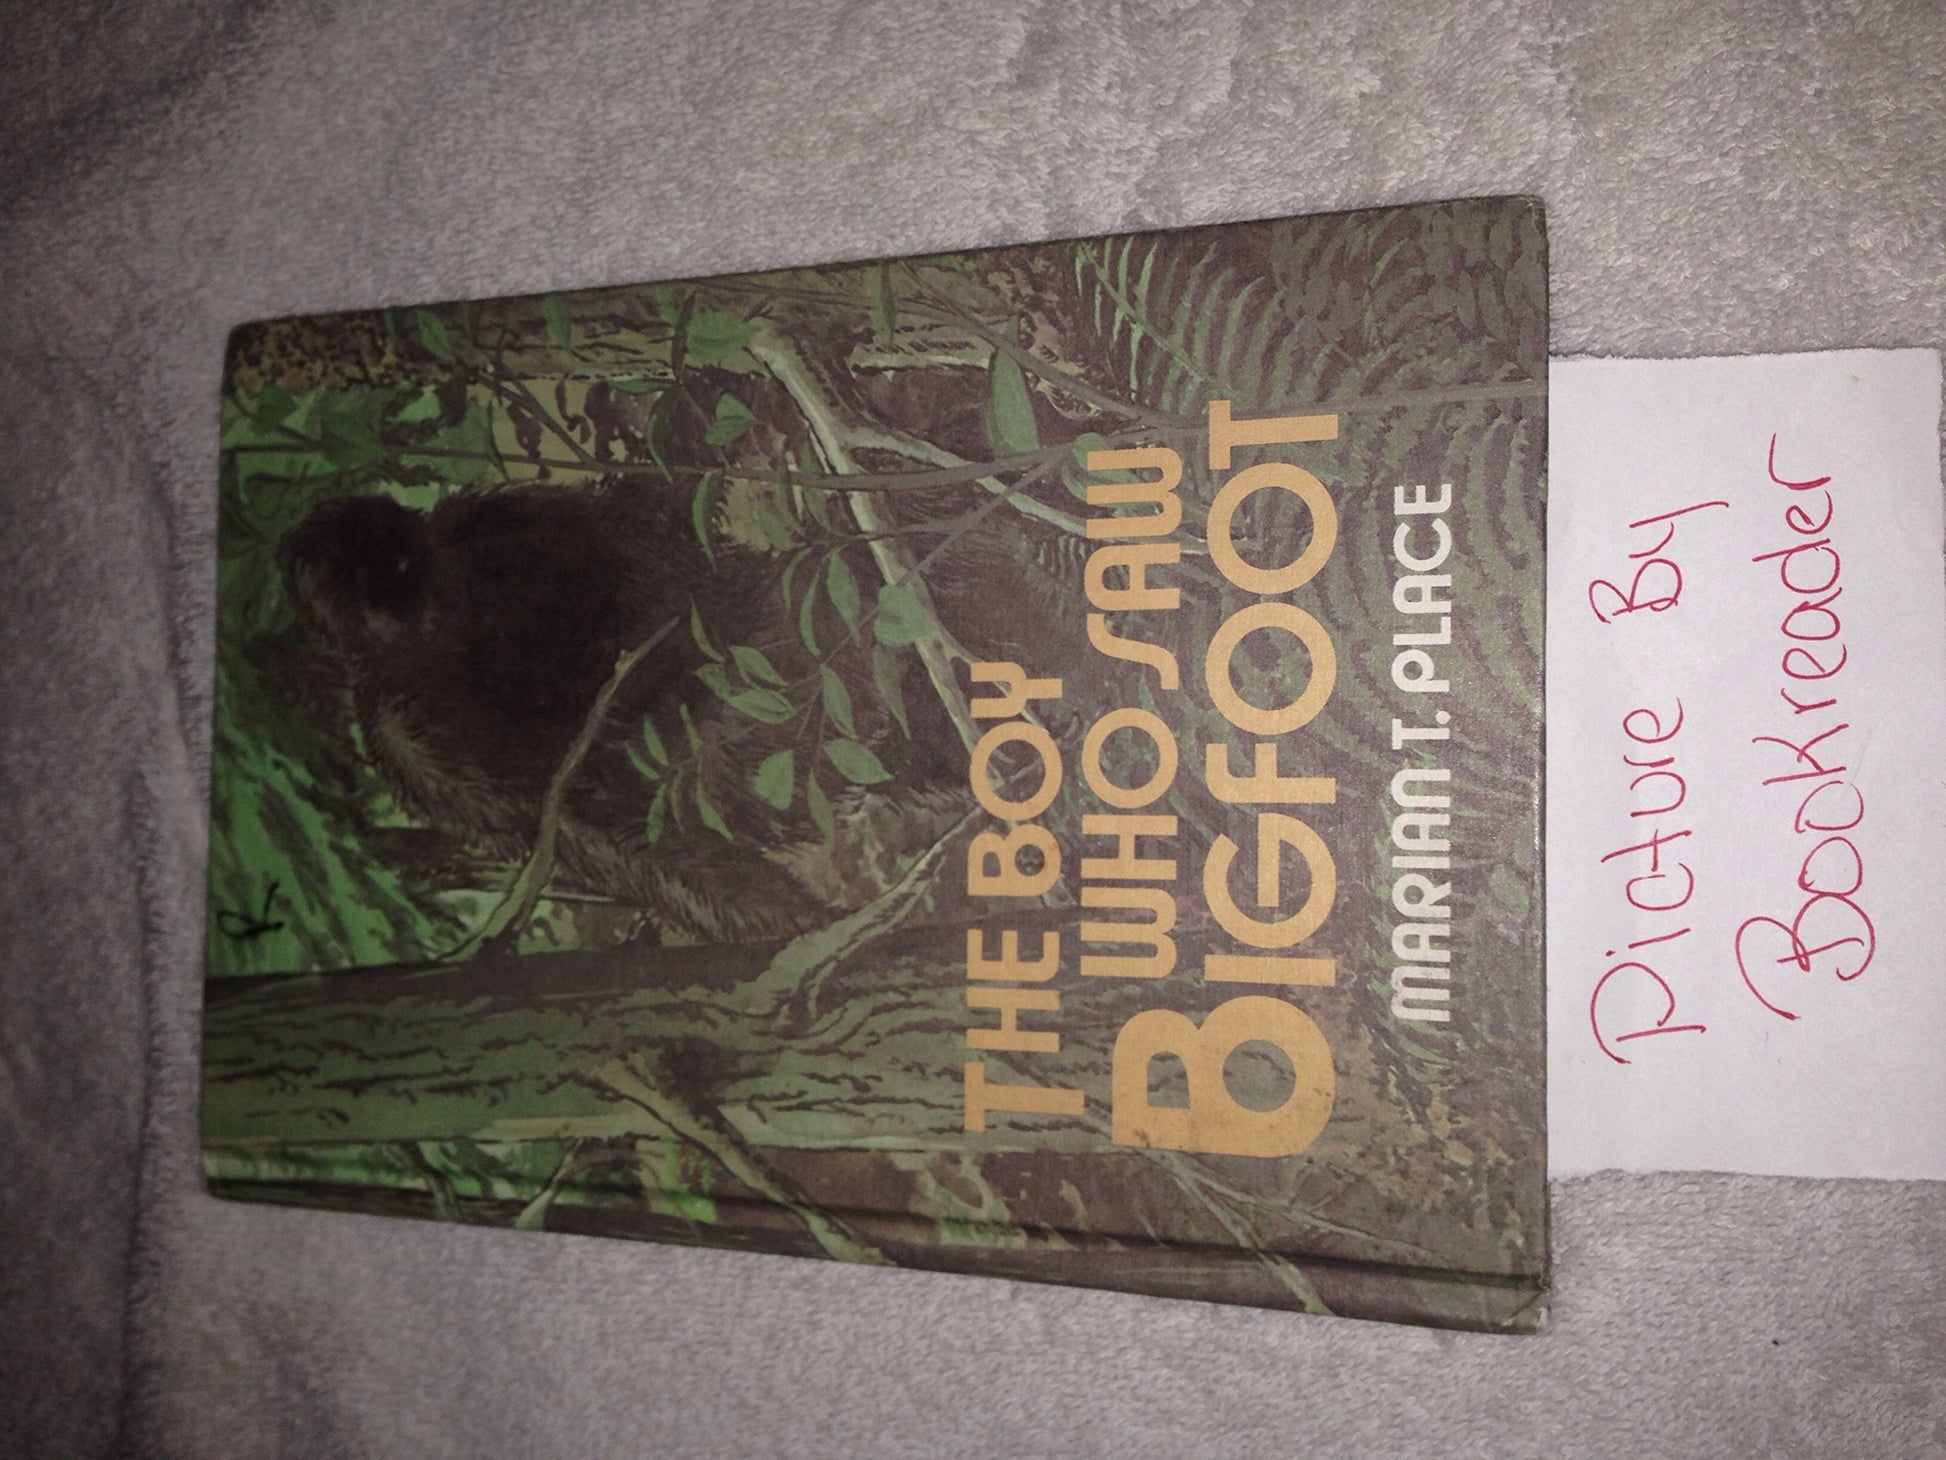 THE BOY
WHO SAW
BIGFOOT
MARIAN T. PLACE
Picture By
Bookreader